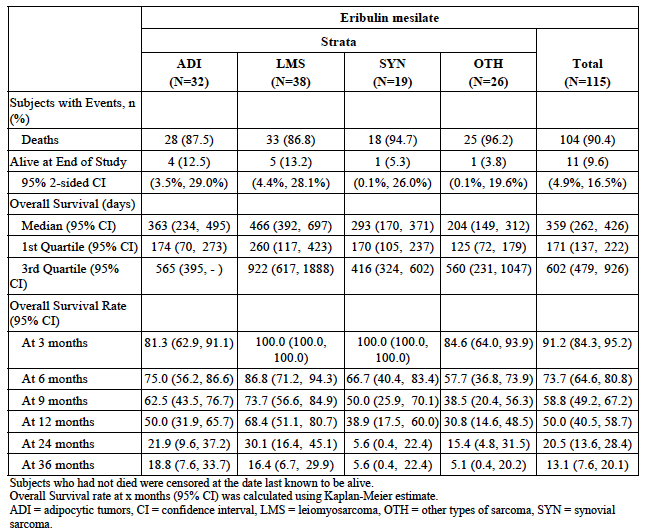 Eribulin mesilate
Strata
ADI (N=32) LMS (N=38) SYN (N=19) OTH (N=26) Total (N=115)
Subjects with Events, n (%)
Deaths 28 (87.5) 33 (86.8) 18 (94.7) 25 (96.2) 104 (90.4)
Alive at End of Study 4 (12.5) 5 (13.2) 1 (5.3) 1 (3.8) 11 (9.6)
95% 2-sided CI (3.5%, 29.0%) (4.4%, 28.1%) (0.1%, 26.0%) (0.1%, 19.6%) (4.9%, 16.5%)
Overall Survival (days)
Median (95% CI) 363 (234, 495) 466 (392, 697) 293 (170, 371) 204 (149, 312) 359 (262, 426)
1st Quartile (95% CI) 174 (70, 273) 260 (117, 423) 170 (105, 237) 125 (72, 179) 171 (137, 222)
3rd Quartile (95% CI) 565 (395, - ) 922 (617, 1888) 416 (324, 602) 560 (231, 1047) 602 (479, 926)
Overall Survival Rate (95% CI)
At 3 months 81.3 (62.9, 91.1) 100.0 (100.0, 100.0) 100.0 (100.0, 100.0) 84.6 (64.0, 93.9) 91.2 (84.3, 95.2)
At 6 months 75.0 (56.2, 86.6) 86.8 (71.2, 94.3) 66.7 (40.4, 83.4) 57.7 (36.8, 73.9) 73.7 (64.6, 80.8)
At 9 months 62.5 (43.5, 76.7) 73.7 (56.6, 84.9) 50.0 (25.9, 70.1) 38.5 (20.4, 56.3) 58.8 (49.2, 67.2)
At 12 months 50.0 (31.9, 65.7) 68.4 (51.1, 80.7) 38.9 (17.5, 60.0) 30.8 (14.6, 48.5) 50.0 (40.5, 58.7)
At 24 months 21.9 (9.6, 37.2) 30.1 (16.4, 45.1) 5.6 (0.4, 22.4) 15.4 (4.8, 31.5) 20.5 (13.6, 28.4)
At 36 months 18.8 (7.6, 33.7) 16.4 (6.7, 29.9) 5.6 (0.4, 22.4) 5.1 (0.4, 20.2) 13.1 (7.6, 20.1)
Subjects who had not died were censored at the date last known to be alive.
Overall Survival rate at x months (95% CI) was calculated using Kaplan-Meier estimate.
ADI = adipocytic tumors, CI = confidence interval, LMS = leiomyosarcoma, OTH = other types of sarcoma, SYN = synovial
sarcoma.